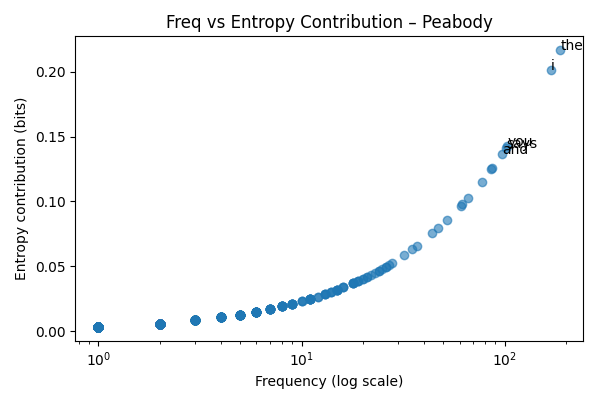 Freq vs Entropy Contribution – Peabody
the
i
you
says
and
0.20
0.15
0.10
0.05
0.00
Entropy contribution (bits)
10⁰
10¹
10²
Frequency (log scale)